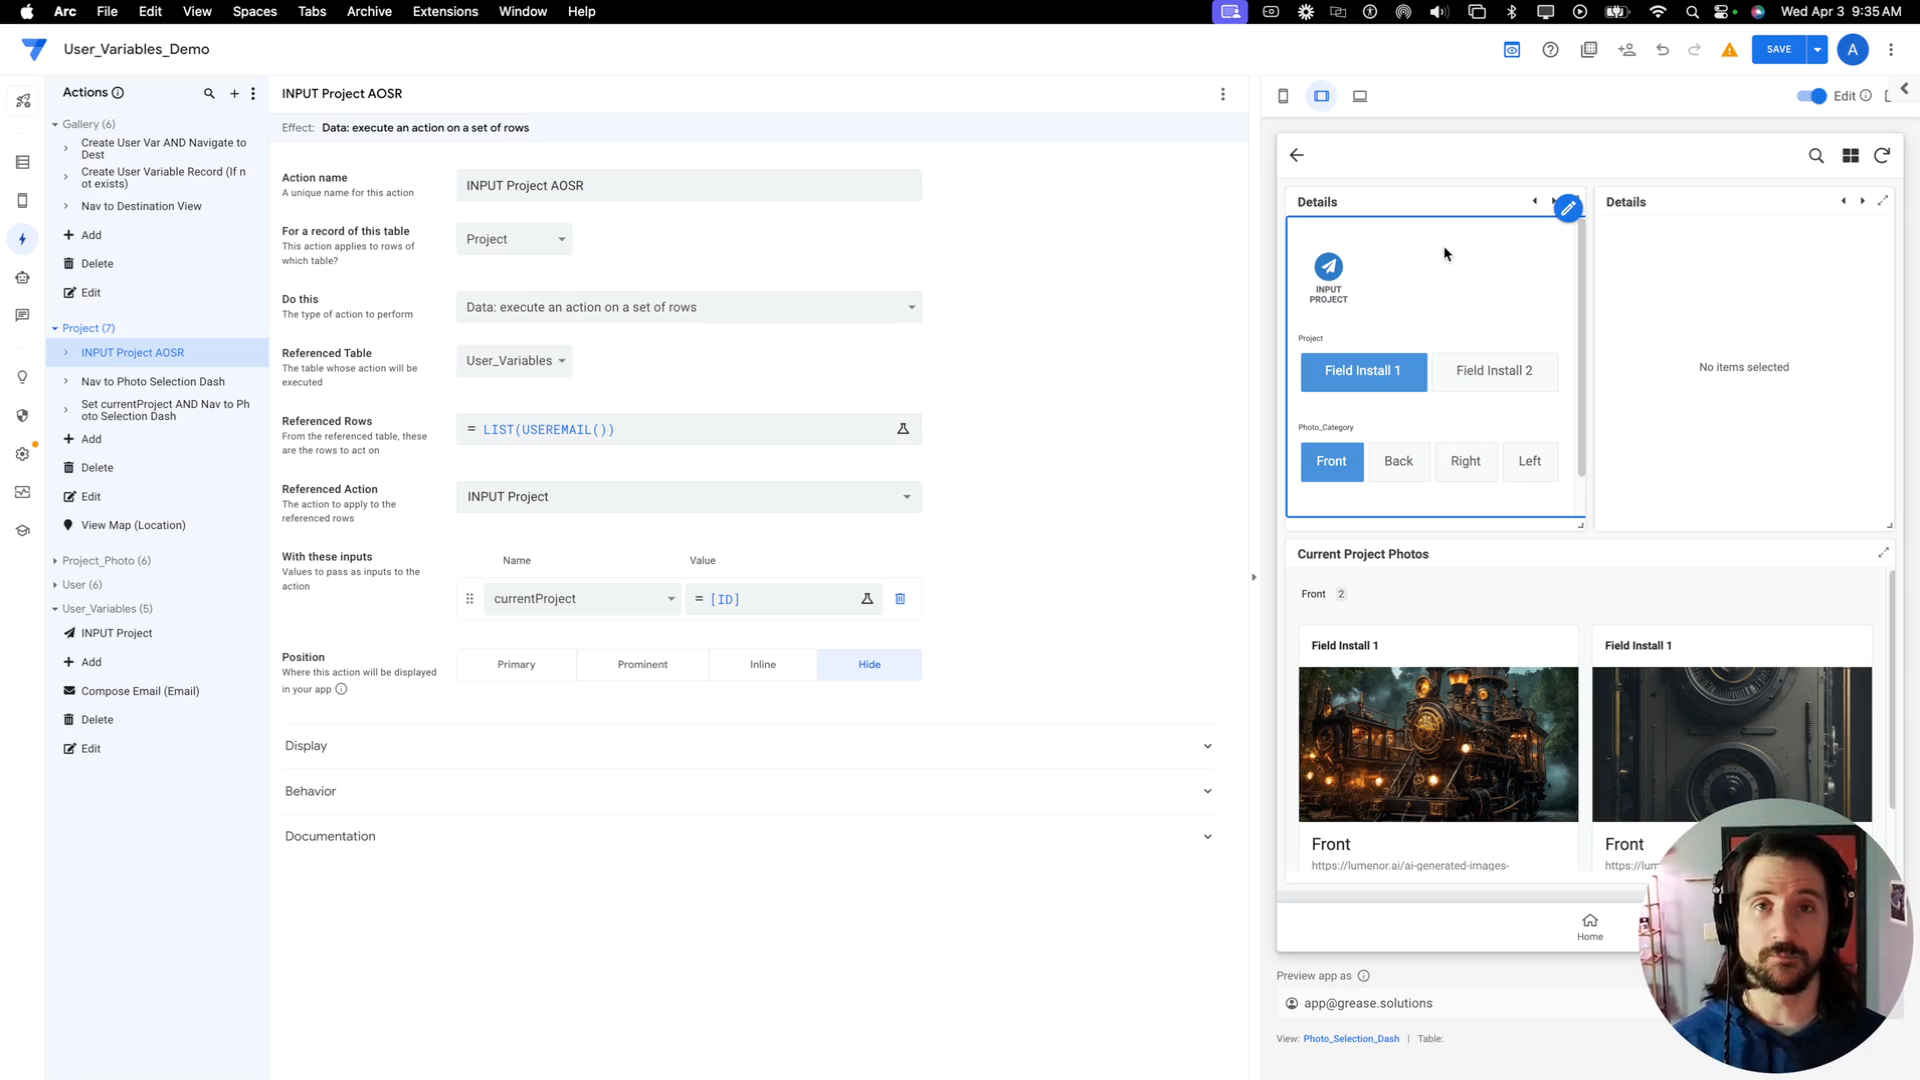 Arc File Edit View Spaces Tabs Archive Extensions Window Help
Wed Apr 3 9:35 AM
User_Variables_Demo
SAVE
A
Actions
Gallery (6)
Create User Var AND Navigate to
Dest
Create User Variable Record (If n
ot exists)
Nav to Destination View
Add
Delete
Edit
Project (7)
INPUT Project AOSR
Nav to Photo Selection Dash
Set currentProject AND Nav to Ph
oto Selection Dash
Add
Delete
Edit
View Map (Location)
Project_Photo (6)
User (6)
User_Variables (5)
INPUT Project
Add
Compose Email (Email)
Delete
Edit
INPUT Project AOSR
Effect: Data: execute an action on a set of rows
Action name
A unique name for this action
INPUT Project AOSR
For a record of this table
This action applies to rows of
which table?
Project
Do this
The type of action to perform
Data: execute an action on a set of rows
Referenced Table
The table whose action will be
executed
User_Variables
Referenced Rows
From the referenced table, these
are the rows to act on
= LIST(USEREMAIL())
Referenced Action
The action to apply to the
referenced rows
INPUT Project
With these inputs
Values to pass as inputs to the
action
Name Value
currentProject = [ID]
Position
Where this action will be displayed
in your app
Primary Prominent Inline Hide
Display
Behavior
Documentation
Edit
Details
INPUT
PROJECT
Project
Field Install 1 Field Install 2
Photo_Category
Front Back Right Left
Details
No items selected
Current Project Photos
Front 2
Field Install 1
Field Install 1
Front
https://lumenor.ai/ai-generated-images-
Front
Home
Preview app as
app@grease.solutions
View: Photo_Selection_Dash | Table: